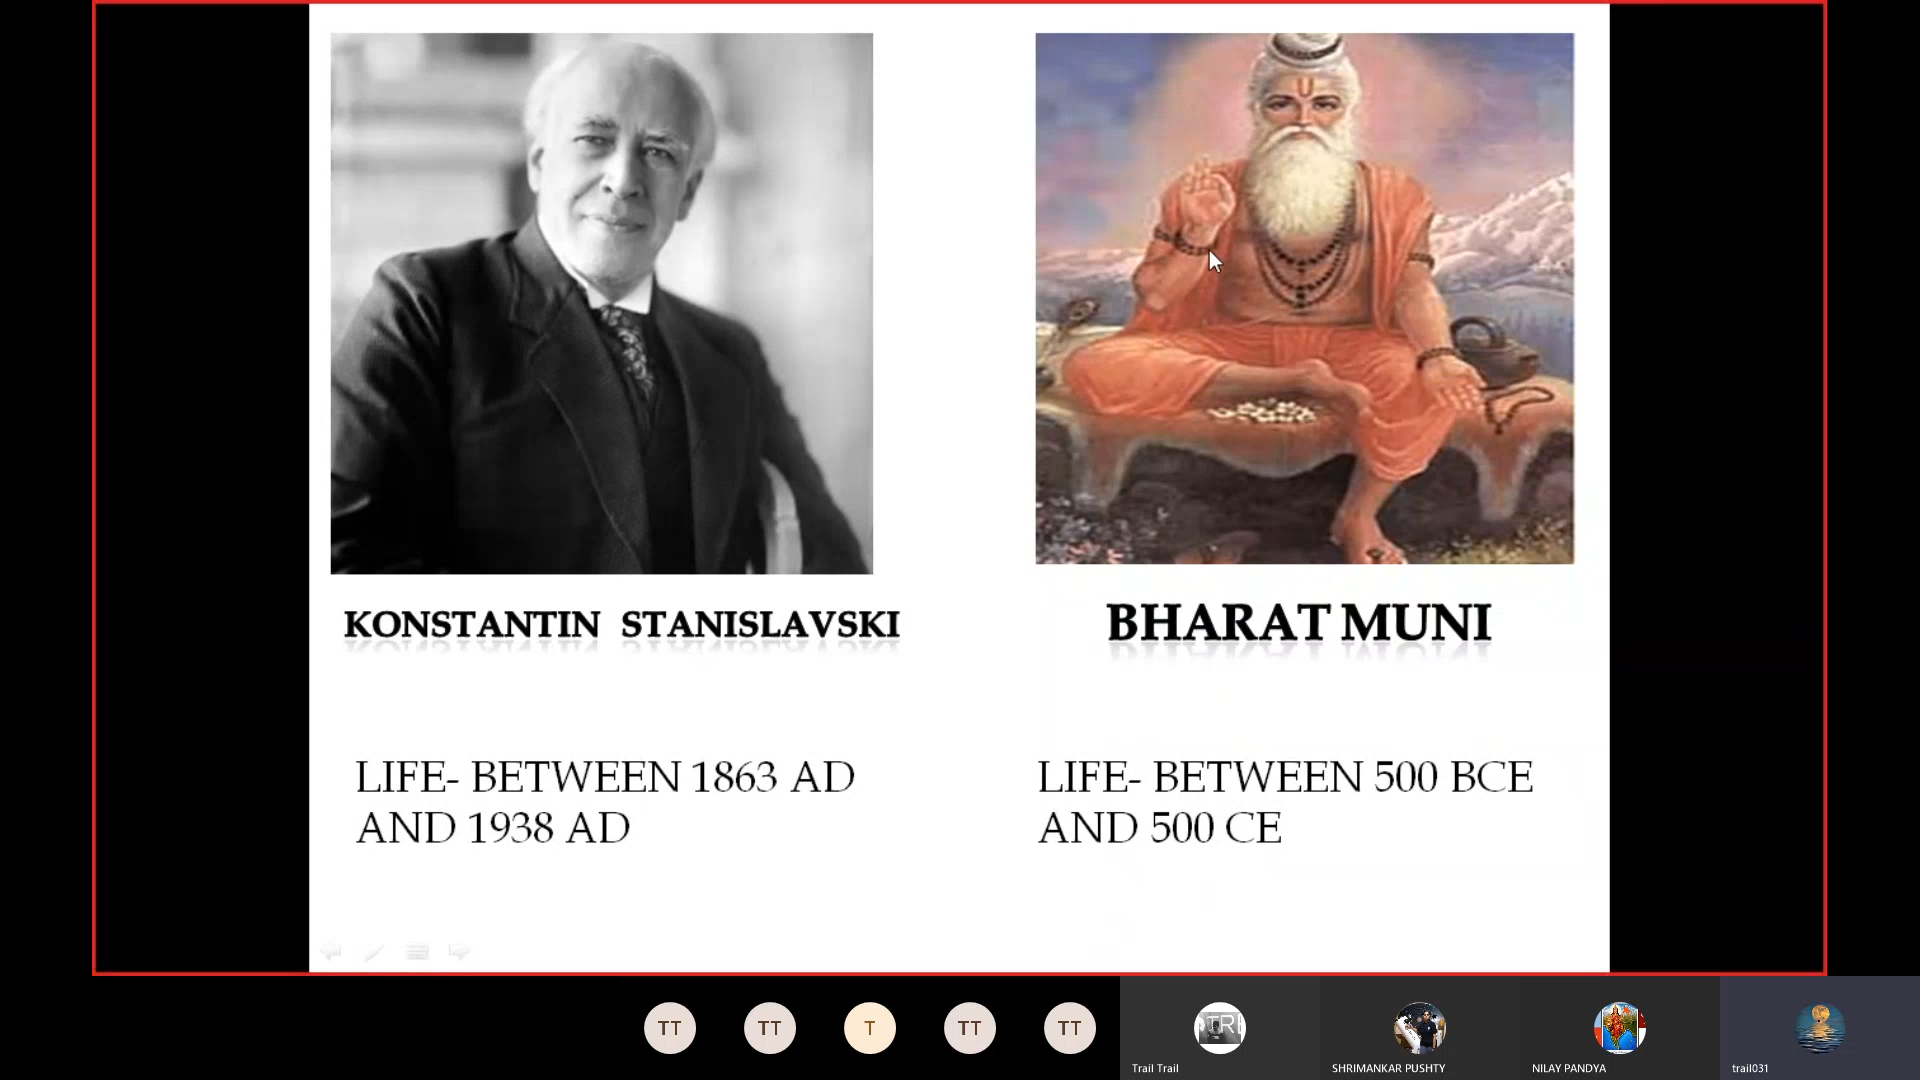 KONSTANTIN STANISLAVSKI
BHARAT MUNI
LIFE- BETWEEN 1863 AD
AND 1938 AD
LIFE- BETWEEN 500 BCE
AND 500 CE
TT
TT
T
TT
TT
Trail Trail
SHRIMANKAR PUSHTY
NILAY PANDYA
trail031